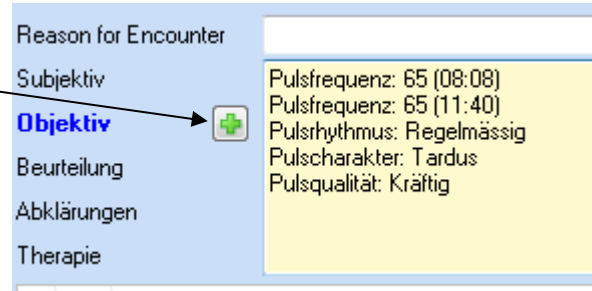 Reason for Encounter
Subjektiv
Objektiv
Beurteilung
Abklärungen
Therapie
Pulsfrequenz: 65 (08:08)
Pulsfrequenz: 65 (11:40)
Pulsrhythmus: Regelmässig
Pulscharakter: Tardus
Pulsqualität: Kräftig